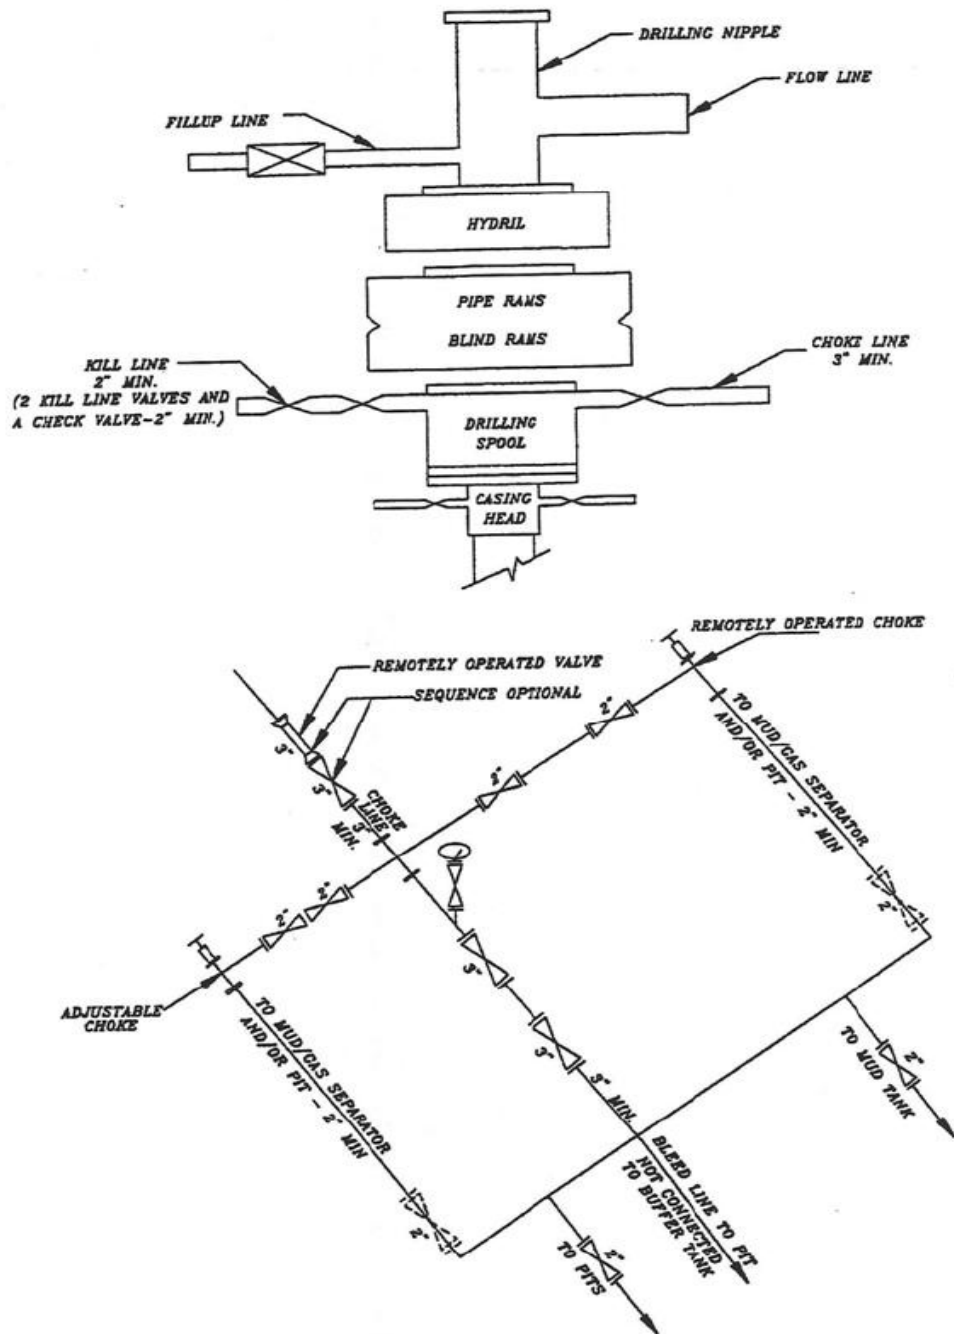 DRILLING NIPPLE
FLOW LINE
FILLUP LINE
HYDRIL
PIPE RAMS
BLIND RAMS
KILL LINE
2" MIN.
(2 KILL LINE VALVES AND
A CHECK VALVE-2" MIN.)
CHOKE LINE
3" MIN.
DRILLING
SPOOL
CASING
HEAD
REMOTELY OPERATED CHOKE
REMOTELY OPERATED VALVE
SEQUENCE OPTIONAL
3"
3"
CHOKE
LINE
3"
MIN.
2"
2"
TO MUD/GAS SEPARATOR
AND/OR PIT - 2" MIN
2"
2"
2"
3"
3"
3" MIN.
ADJUSTABLE
CHOKE
TO MUD/GAS SEPARATOR
AND/OR PIT - 2" MIN
2"
2"
TO MUD TANK
BLEED LINE TO PIT
NOT CONNECTED
TO BUFFER TANK
2"
TO PITS